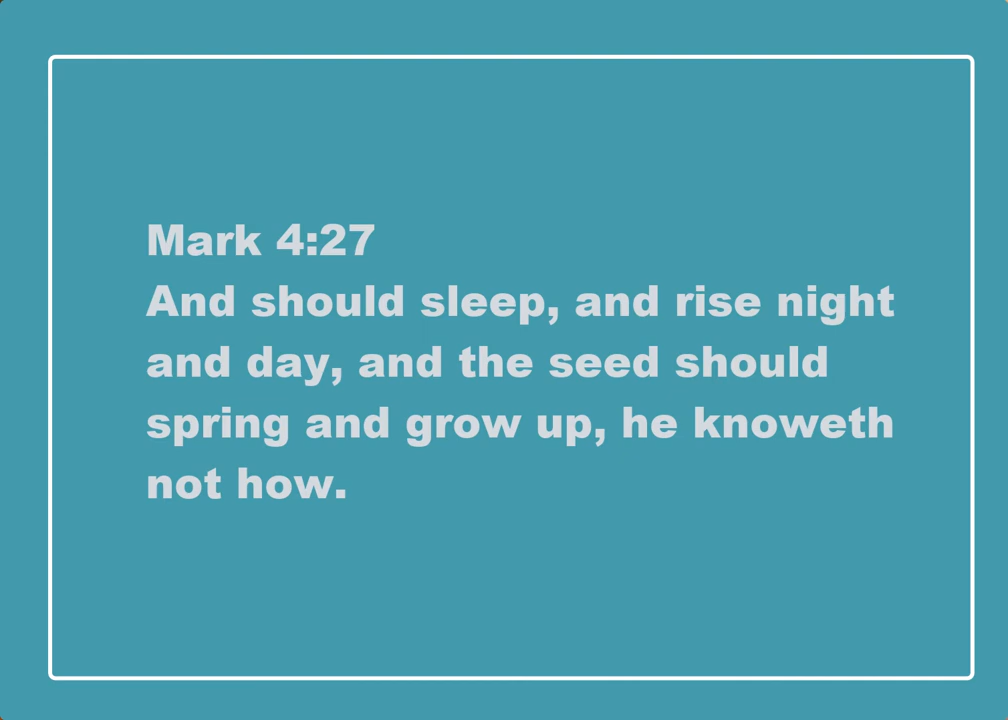 Mark 4:27
And should sleep, and rise night
and day, and the seed should
spring and grow up, he knoweth
not how.